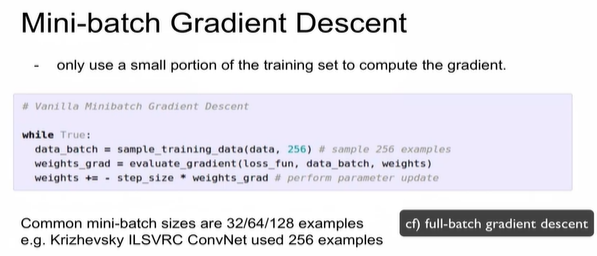 Mini-batch Gradient Descent
- only use a small portion of the training set to compute the gradient.
# Vanilla Minibatch Gradient Descent
while True:
data_batch = sample_training_data(data, 256) # sample 256 examples
weights_grad = evaluate_gradient(loss_fun, data_batch, weights)
weights += - step_size * weights_grad # perform parameter update
Common mini-batch sizes are 32/64/128 examples
e.g. Krizhevsky ILSVRC ConvNet used 256 examples
cf) full-batch gradient descent